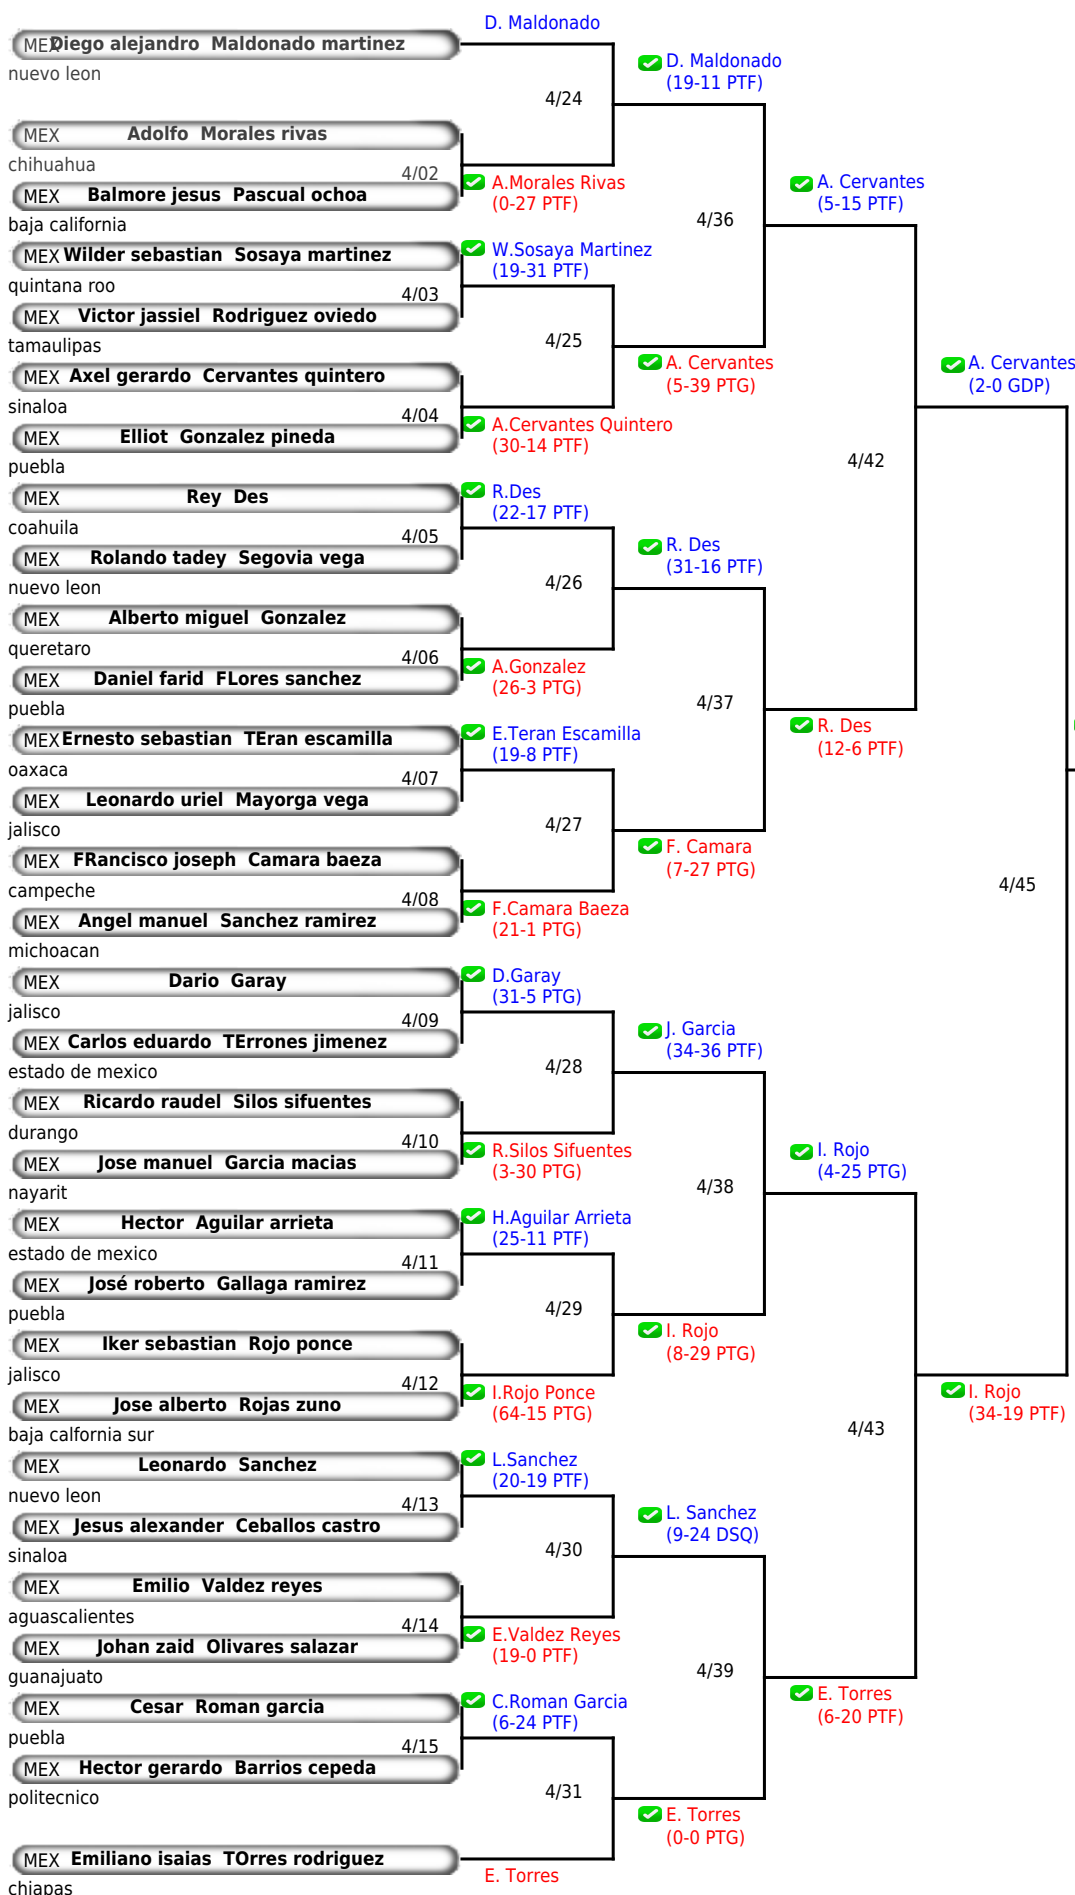 D. Maldonado
MEX Diego alejandro Maldonado martinez
nuevo leon
D. Maldonado
(19-11 PTF)
4/24
MEX Adolfo Morales rivas
chihuahua
4/02
A.Morales Rivas
(0-27 PTF)
MEX Balmore jesus Pascual ochoa
baja california
A. Cervantes
(5-15 PTF)
4/36
MEX Wilder sebastian Sosaya martinez
quintana roo
W.Sosaya Martinez
(19-31 PTF)
4/03
MEX Victor jassiel Rodriguez oviedo
tamaulipas
4/25
A. Cervantes
(5-39 PTG)
A. Cervantes
(2-0 GDP)
MEX Axel gerardo Cervantes quintero
sinaloa
4/04
A.Cervantes Quintero
(30-14 PTF)
MEX Elliot Gonzalez pineda
puebla
4/42
MEX Rey Des
coahuila
R.Des
(22-17 PTF)
4/05
R. Des
(31-16 PTF)
MEX Rolando tadey Segovia vega
nuevo leon
4/26
MEX Alberto miguel Gonzalez
queretaro
4/06
A.Gonzalez
(26-3 PTG)
MEX Daniel farid FLores sanchez
puebla
4/37
R. Des
(12-6 PTF)
MEX Ernesto sebastian TEran escamilla
oaxaca
E.Teran Escamilla
(19-8 PTF)
4/07
MEX Leonardo uriel Mayorga vega
jalisco
4/27
F. Camara
(7-27 PTG)
MEX FRancisco joseph Camara baeza
campeche
4/08
F.Camara Baeza
(21-1 PTG)
4/45
MEX Angel manuel Sanchez ramirez
michoacan
MEX Dario Garay
jalisco
D.Garay
(31-5 PTG)
4/09
J. Garcia
(34-36 PTF)
MEX Carlos eduardo TErrones jimenez
estado de mexico
4/28
MEX Ricardo raudel Silos sifuentes
durango
4/10
R.Silos Sifuentes
(3-30 PTG)
I. Rojo
(4-25 PTG)
MEX Jose manuel Garcia macias
nayarit
4/38
MEX Hector Aguilar arrieta
estado de mexico
H.Aguilar Arrieta
(25-11 PTF)
4/11
MEX José roberto Gallaga ramirez
puebla
4/29
I. Rojo
(8-29 PTG)
MEX Iker sebastian Rojo ponce
jalisco
4/12
I.Rojo Ponce
(64-15 PTG)
I. Rojo
(34-19 PTF)
MEX Jose alberto Rojas zuno
baja calfornia sur
4/43
MEX Leonardo Sanchez
nuevo leon
L.Sanchez
(20-19 PTF)
4/13
L. Sanchez
(9-24 DSQ)
MEX Jesus alexander Ceballos castro
sinaloa
4/30
MEX Emilio Valdez reyes
aguascalientes
4/14
E.Valdez Reyes
(19-0 PTF)
MEX Johan zaid Olivares salazar
guanajuato
4/39
E. Torres
(6-20 PTF)
MEX Cesar Roman garcia
puebla
C.Roman Garcia
(6-24 PTF)
4/15
MEX Hector gerardo Barrios cepeda
politecnico
4/31
E. Torres
(0-0 PTG)
MEX Emiliano isaias TOrres rodriguez
chiapas
E. Torres